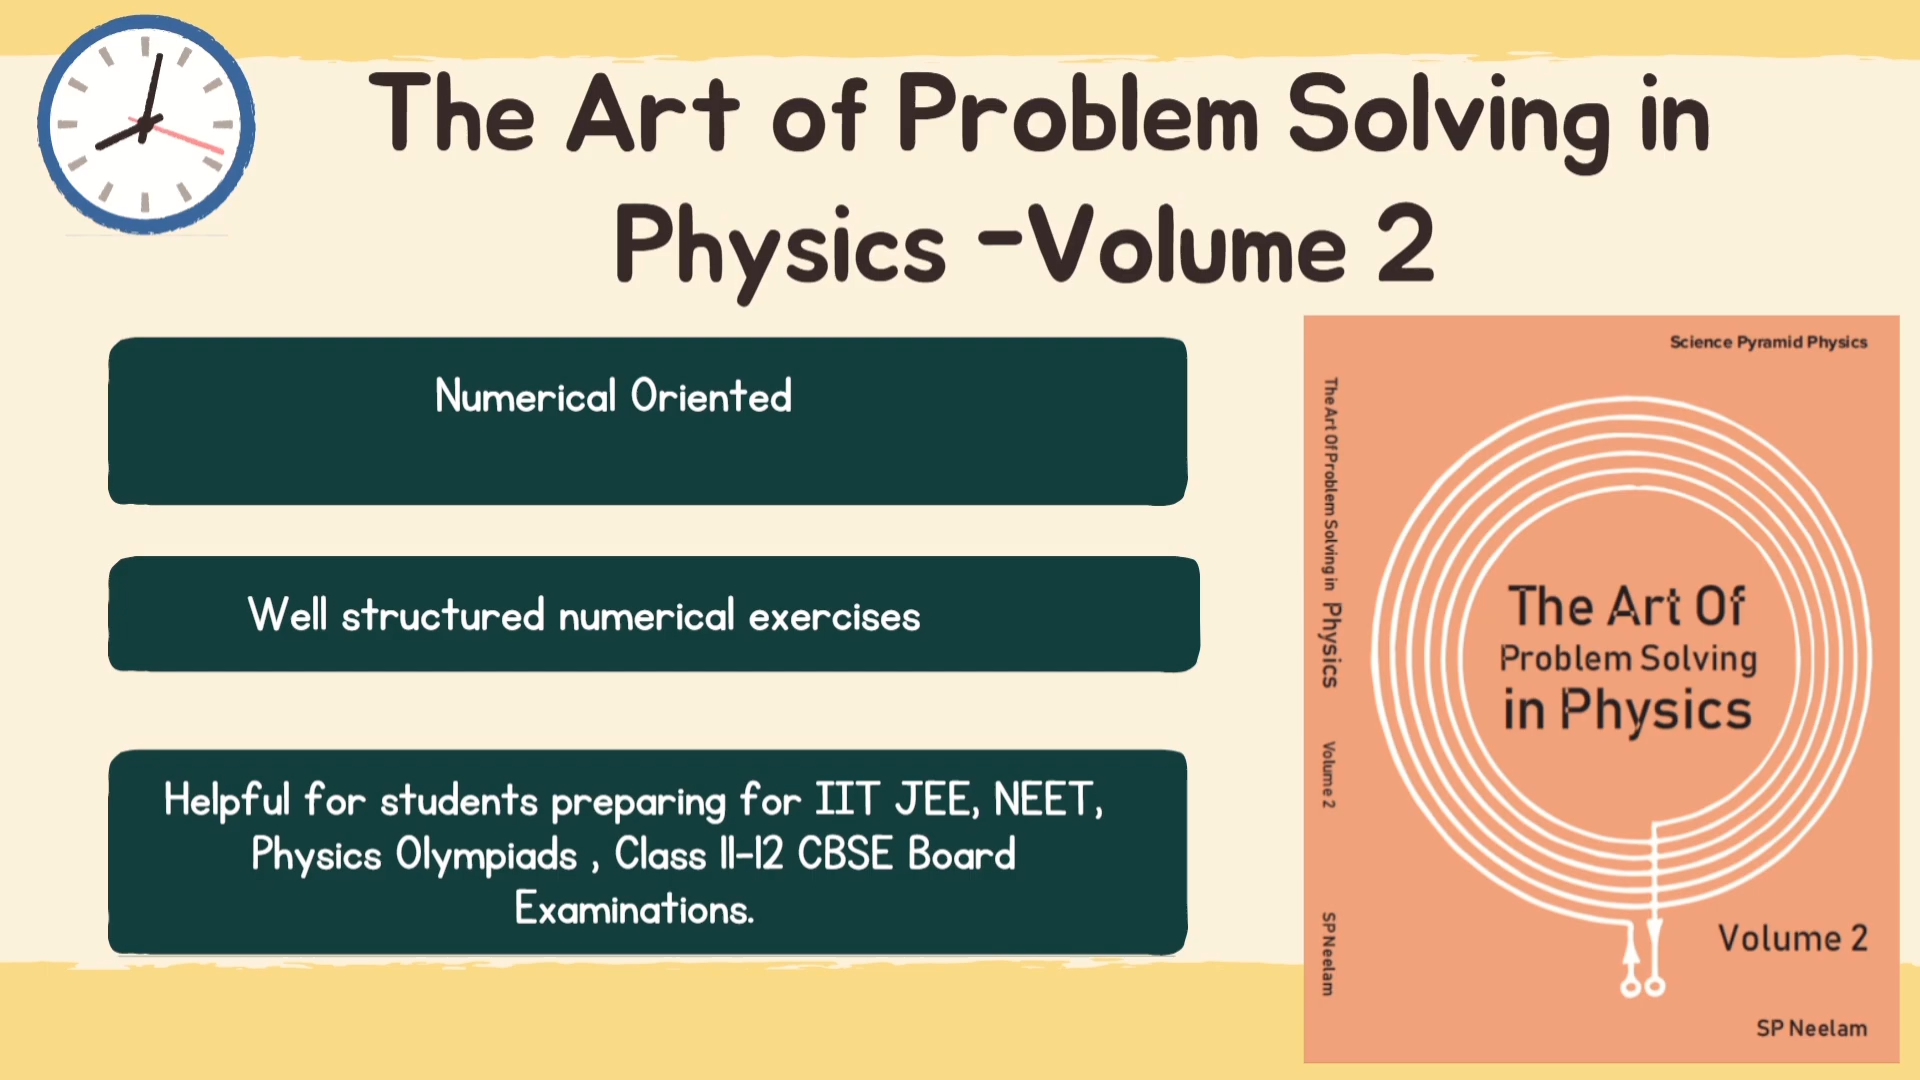 The Art of Problem Solving in
Physics -Volume 2
Numerical Oriented
Well structured numerical exercises
Helpful for students preparing for IIT JEE, NEET,
Physics Olympiads , Class 11-12 CBSE Board
Examinations.
Science Pyramid Physics
The Art Of Problem Solving in Physics Volume 2 SP Neelam
The Art Of
Problem Solving
in Physics
Volume 2
SP Neelam